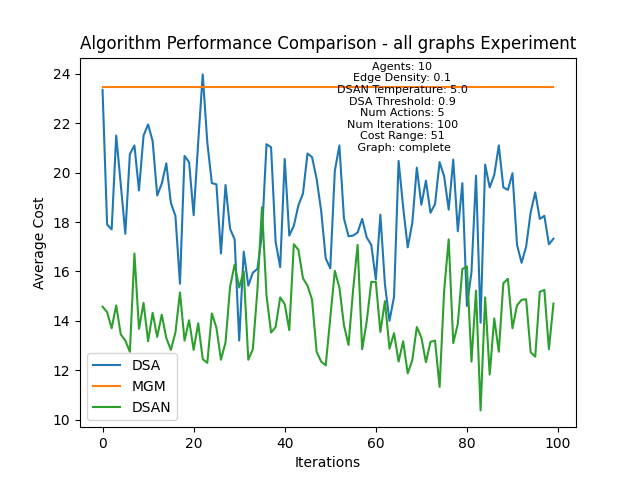 Algorithm Performance Comparison - all graphs Experiment
Agents: 10
Edge Density: 0.1
DSAN Temperature: 5.0
DSA Threshold: 0.9
Num Actions: 5
Num Iterations: 100
Cost Range: 51
Graph: complete
Average Cost
24
22
20
18
16
14
12
10
DSA
MGM
DSAN
0
20
40
60
80
100
Iterations